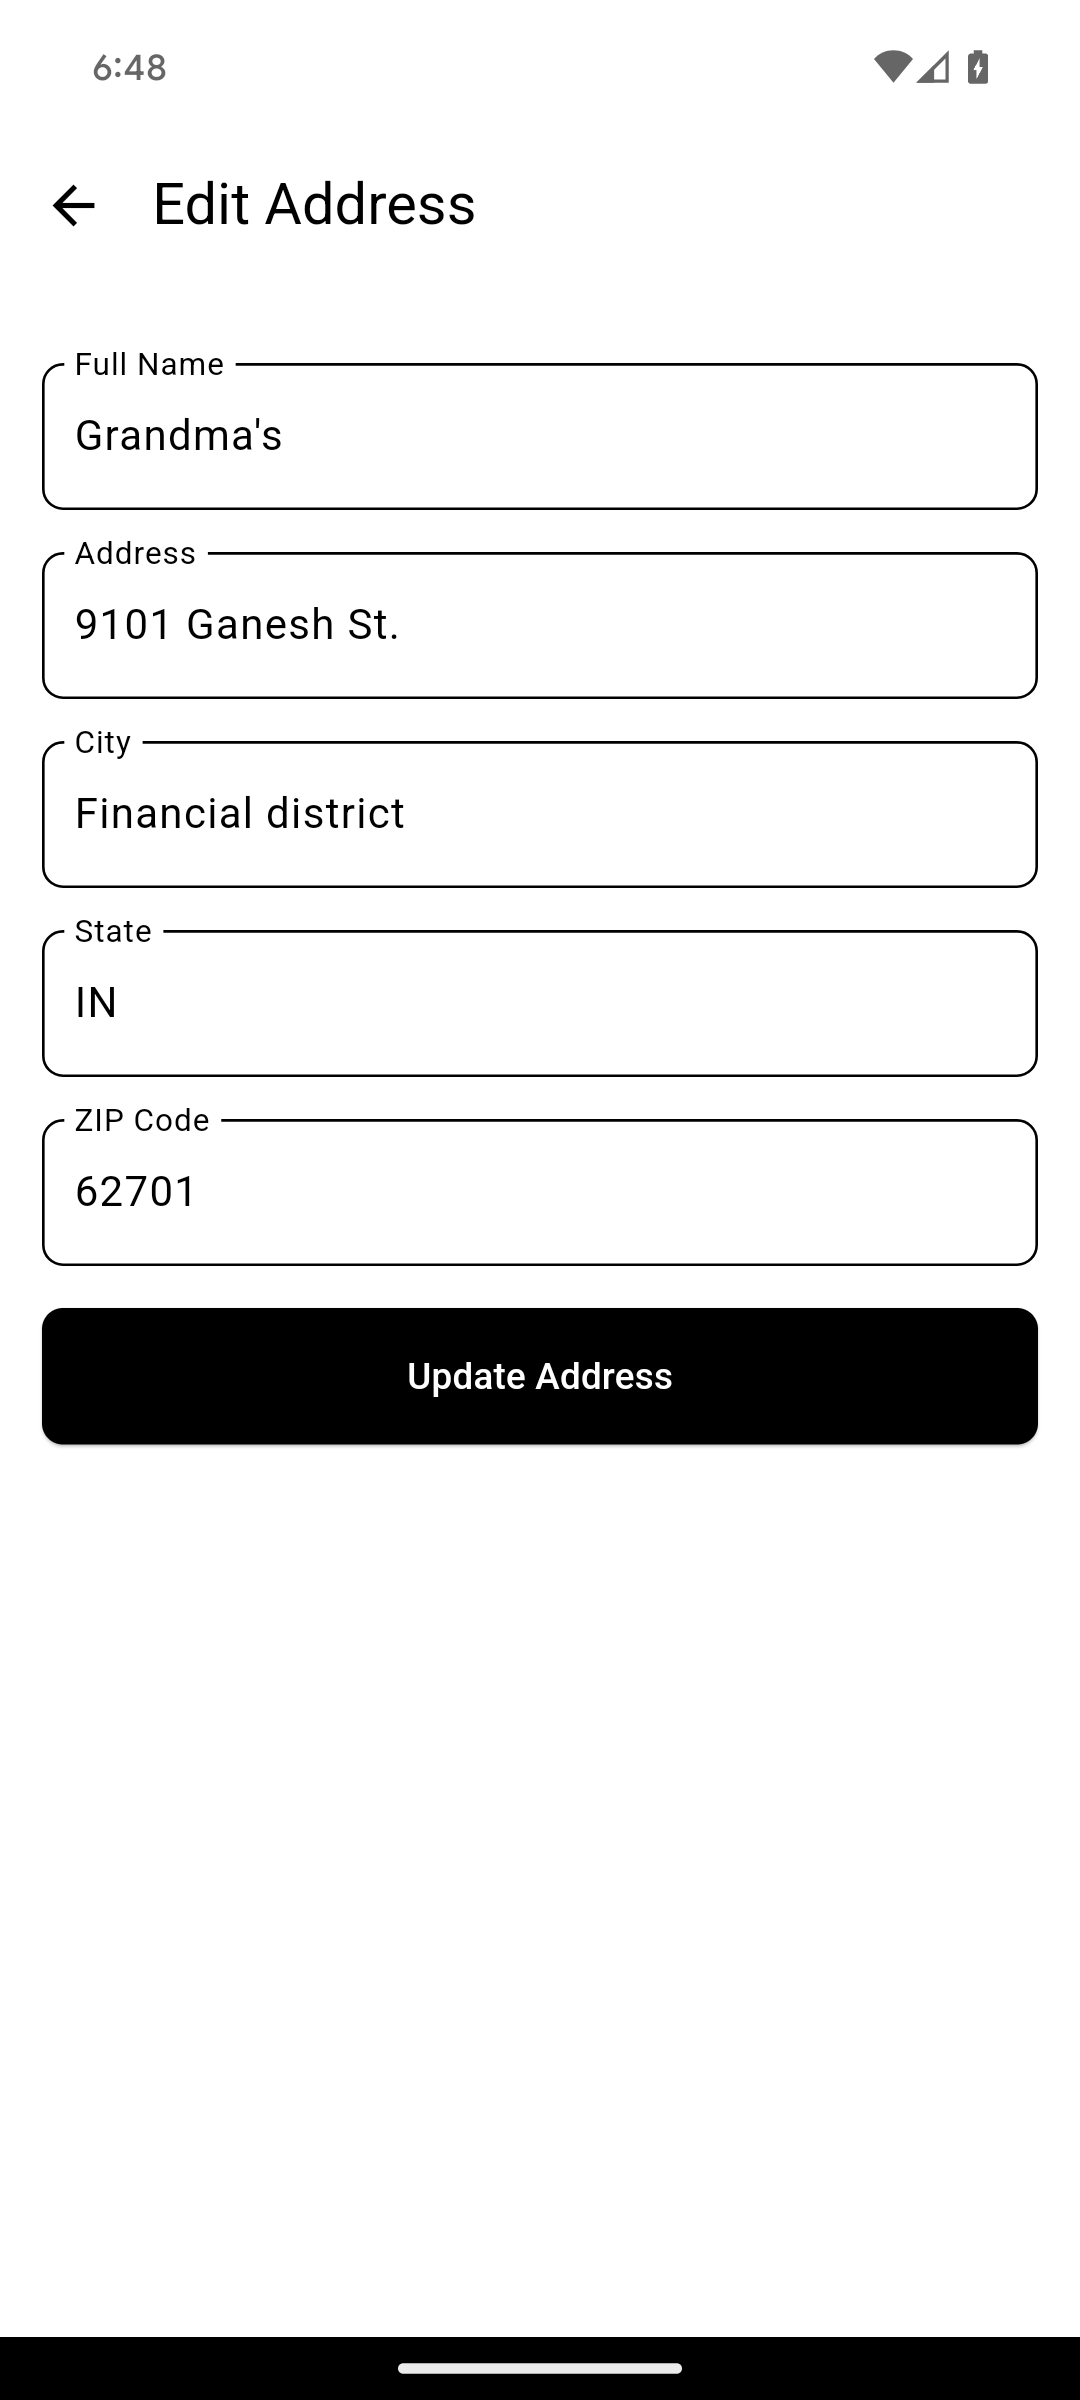 6:48
Edit Address
Full Name
Grandma's
Address
9101 Ganesh St.
City
Financial district
State
IN
ZIP Code
62701
Update Address